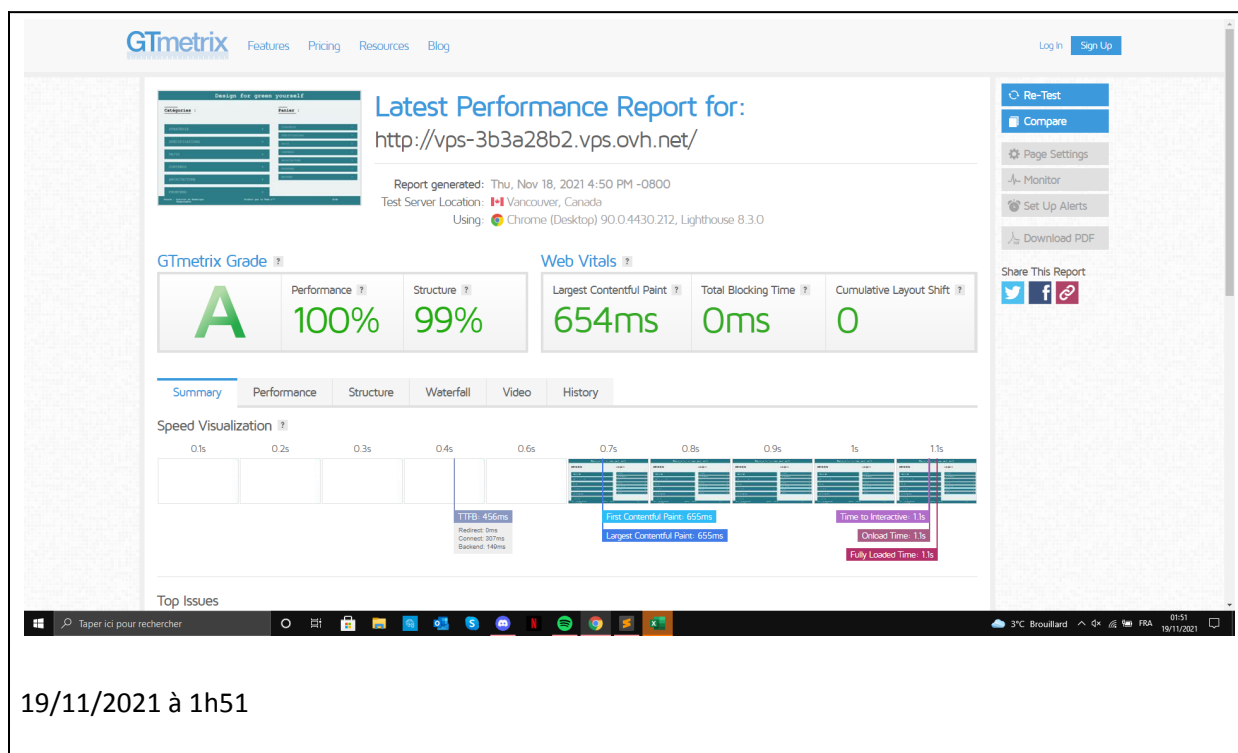 GTmetrix Features Pricing Resources Blog Log In Sign Up
Design for green yourself
Categories :
Panier :
Latest Performance Report for:
http://vps-3b3a28b2.vps.ovh.net/
Report generated: Thu, Nov 18, 2021 4:50 PM -0800
Test Server Location: Vancouver, Canada
Using: Chrome (Desktop) 90.0.4430.212, Lighthouse 8.3.0
Re-Test
Compare
Page Settings
Monitor
Set Up Alerts
Download PDF
Share This Report
GTmetrix Grade ?
Web Vitals ?
A
Performance ?
100%
Structure ?
99%
Largest Contentful Paint ?
654ms
Total Blocking Time ?
0ms
Cumulative Layout Shift ?
0
Summary Performance Structure Waterfall Video History
Speed Visualization ?
0.1s 0.2s 0.3s 0.4s 0.6s 0.7s 0.8s 0.9s 1s 1.1s
TTFB: 456ms
Redirect: 0ms
Connect: 307ms
Backend: 149ms
First Contentful Paint: 655ms
Largest Contentful Paint: 655ms
Time to Interactive: 1.1s
Onload Time: 1.1s
Fully Loaded Time: 1.1s
Top Issues
Taper ici pour rechercher
3°C Brouillard FRA 01:51
19/11/2021
19/11/2021 à 1h51